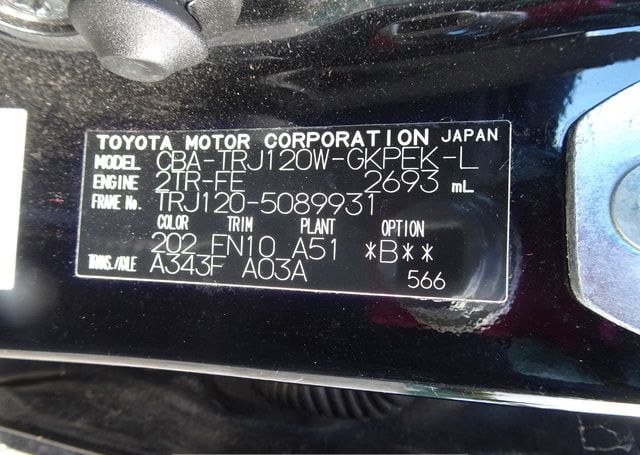 TOYOTA MOTOR CORPORATION JAPAN
MODEL CBA-TRJ120W-GKPEK-L
ENGINE 2TR-FE 2693 mL
FRAME No. TRJ120-5089931
COLOR TRIM PLANT OPTION
202 FN10 A51 *B**
TRANS./AXLE A343F A03A
566